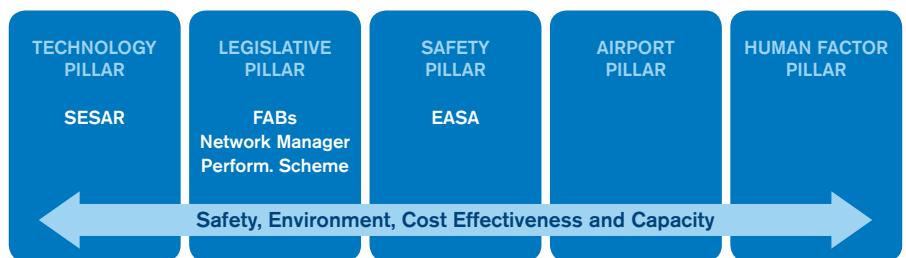 TECHNOLOGY
PILLAR
SESAR
LEGISLATIVE
PILLAR
FABs
Network Manager
Perform. Scheme
SAFETY
PILLAR
EASA
AIRPORT
PILLAR
HUMAN FACTOR
PILLAR
Safety, Environment, Cost Effectiveness and Capacity